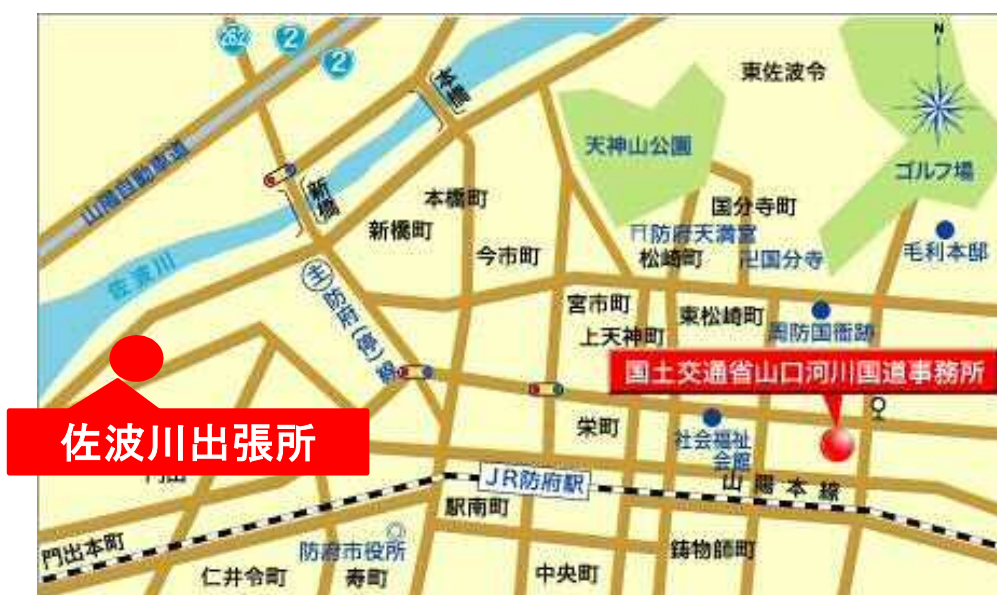 262
2
2
N
本橋
東佐波令
天神山公園
山陽自動車道
ゴルフ場
新橋
本橋町
国分寺町
新橋町
⛩防府天満宮
毛利本邸
今市町
松崎町
卍国分寺
佐波川
主防府(停)線
宮市町
東松崎町
周防国衙跡
上天神町
国土交通省山口河川国道事務所
佐波川出張所
栄町
社会福祉
会館
JR防府駅
山陽本線
駅南町
門出本町
防府市役所
鋳物師町
仁井令町
寿町
中央町